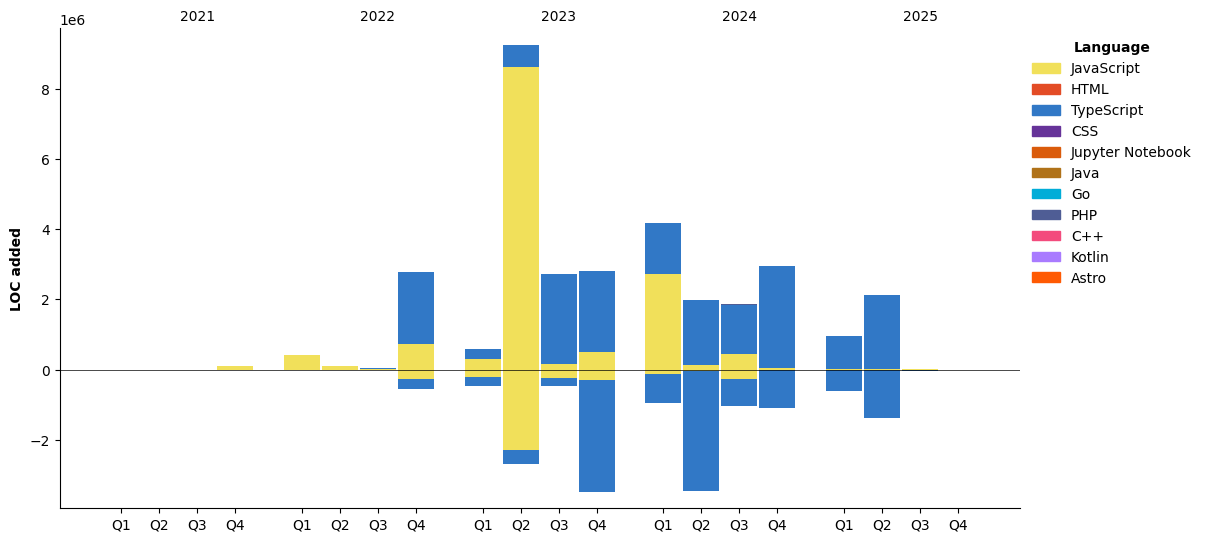 1e6
2021 2022 2023 2024 2025
8
6
4
2
0
−2
LOC added
Q1 Q2 Q3 Q4 Q1 Q2 Q3 Q4 Q1 Q2 Q3 Q4 Q1 Q2 Q3 Q4 Q1 Q2 Q3 Q4
Language
JavaScript
HTML
TypeScript
CSS
Jupyter Notebook
Java
Go
PHP
C++
Kotlin
Astro